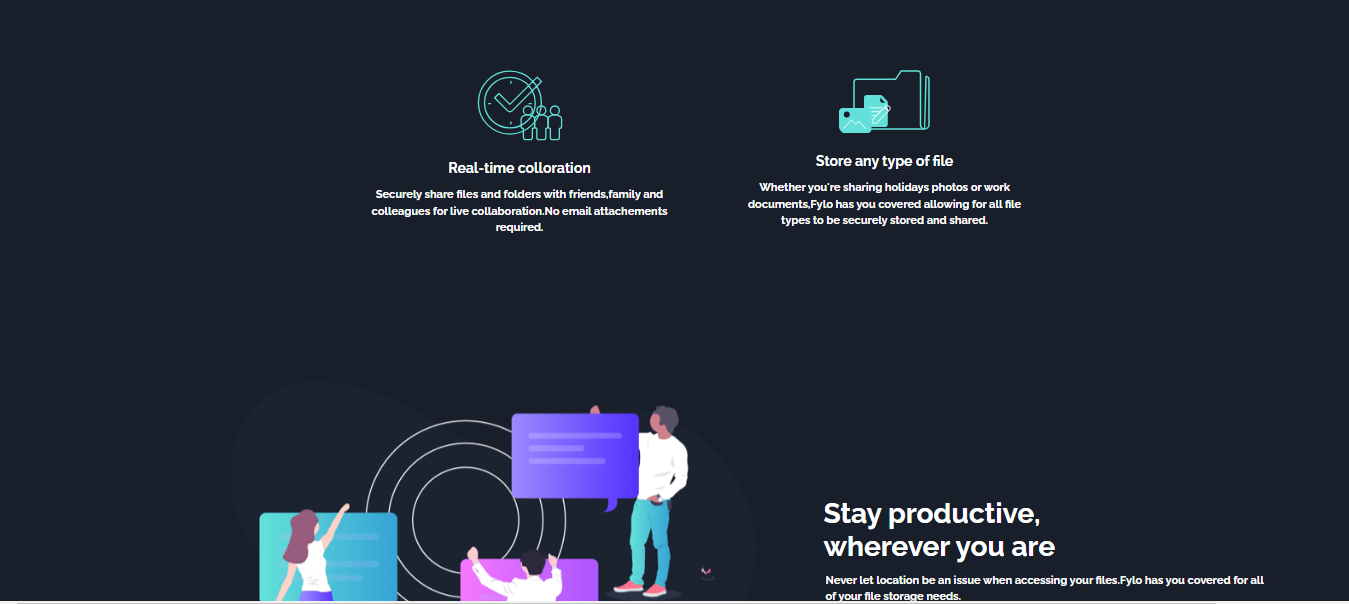 Real-time colloration
Securely share files and folders with friends,family and
colleagues for live collaboration.No email attachements
required.
Store any type of file
Whether you're sharing holidays photos or work
documents,Fylo has you covered allowing for all file
types to be securely stored and shared.
Stay productive,
wherever you are
Never let location be an issue when accessing your files.Fylo has you covered for all
of your file storage needs.